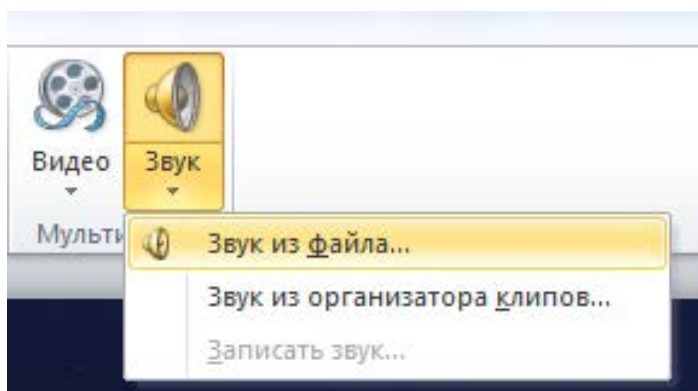 Видео
Звук
Мульти
Звук из файла...
Звук из организатора клипов...
Записать звук...